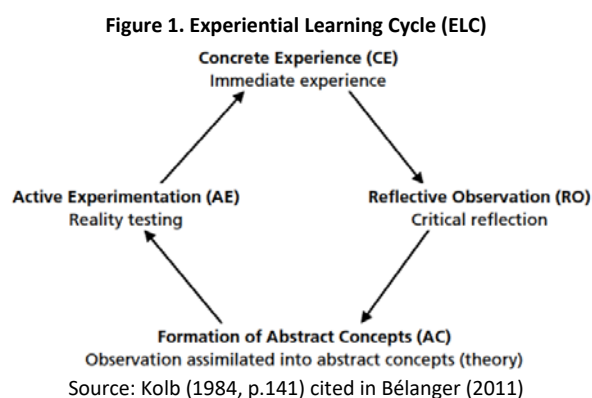 Figure 1. Experiential Learning Cycle (ELC)
Concrete Experience (CE)
Immediate experience
Active Experimentation (AE)
Reality testing
Reflective Observation (RO)
Critical reflection
Formation of Abstract Concepts (AC)
Observation assimilated into abstract concepts (theory)
Source: Kolb (1984, p.141) cited in Bélanger (2011)